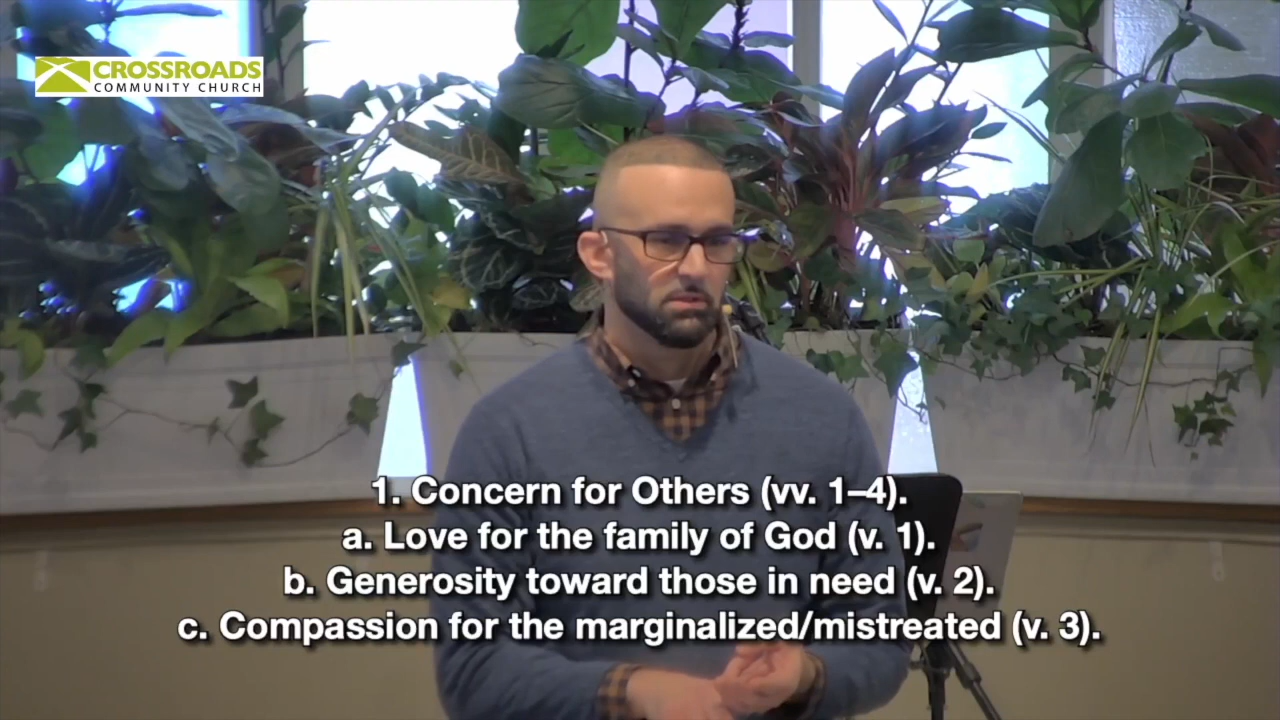 CROSSROADS
COMMUNITY CHURCH
1. Concern for Others (vv. 1–4).
a. Love for the family of God (v. 1).
b. Generosity toward those in need (v. 2).
c. Compassion for the marginalized/mistreated (v. 3).